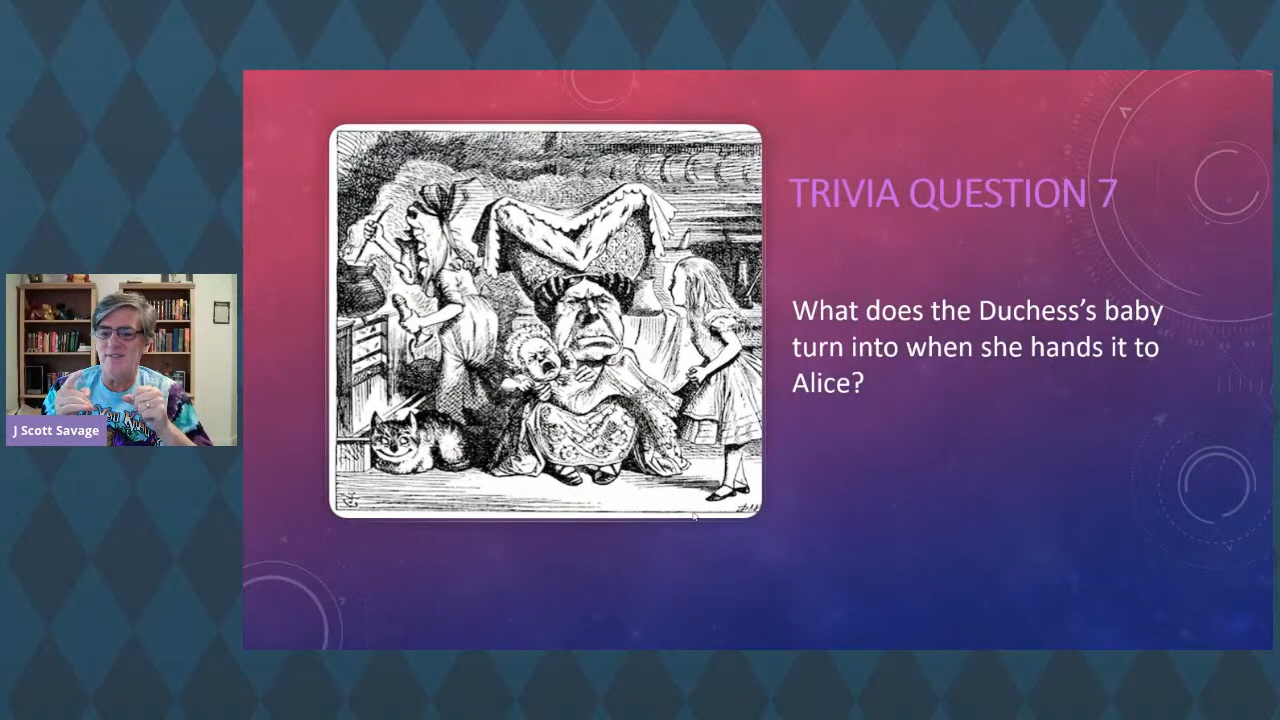 TRIVIA QUESTION 7
What does the Duchess’s baby
turn into when she hands it to
Alice?
J Scott Savage